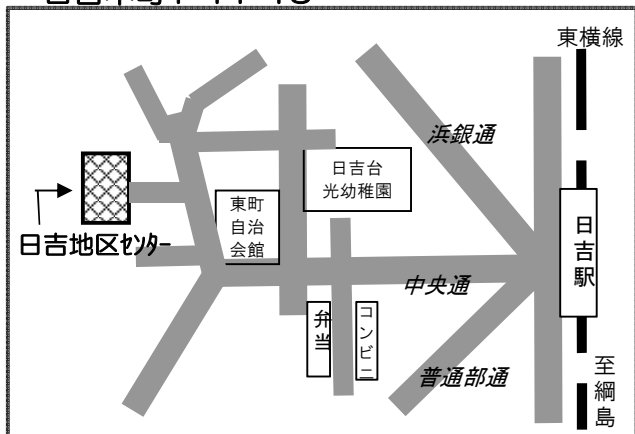 東横線
浜銀通
日吉台
光幼稚園
東町
自治
会館
日吉駅
日吉地区ｾﾝﾀｰ
中央通
弁当
コンビニ
普通部通
至綱島